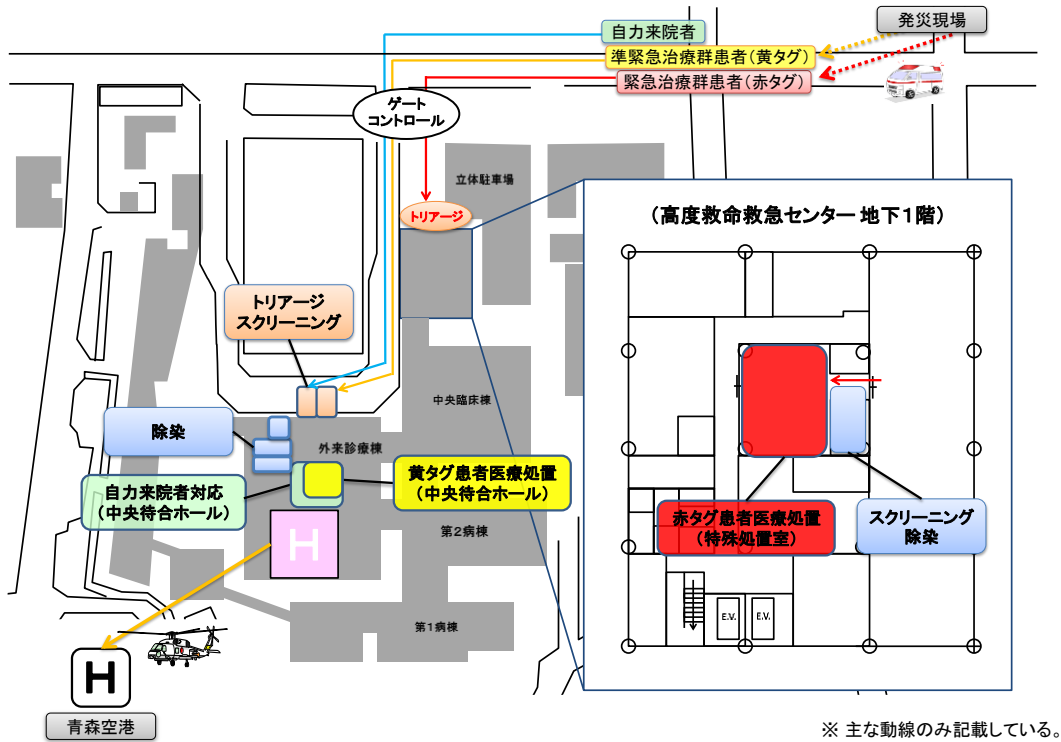 発災現場
自力来院者
準緊急治療群患者(黄タグ)
緊急治療群患者(赤タグ)
ゲート
コントロール
立体駐車場
トリアージ
(高度救命救急センター 地下1階)
トリアージ
スクリーニング
中央臨床棟
除染
外来診療棟
自力来院者対応
(中央待合ホール)
黄タグ患者医療処置
(中央待合ホール)
赤タグ患者医療処置
(特殊処置室)
スクリーニング
除染
H
第2病棟
E.V.
E.V.
第1病棟
H
青森空港
※ 主な動線のみ記載している。